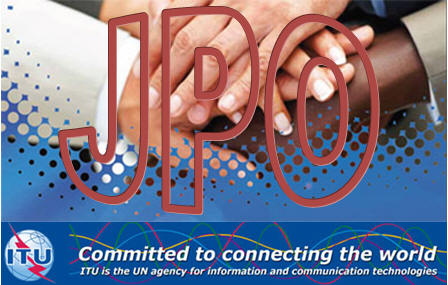 JPO
ITU
Committed to connecting the world
ITU is the UN agency for information and communication technologies